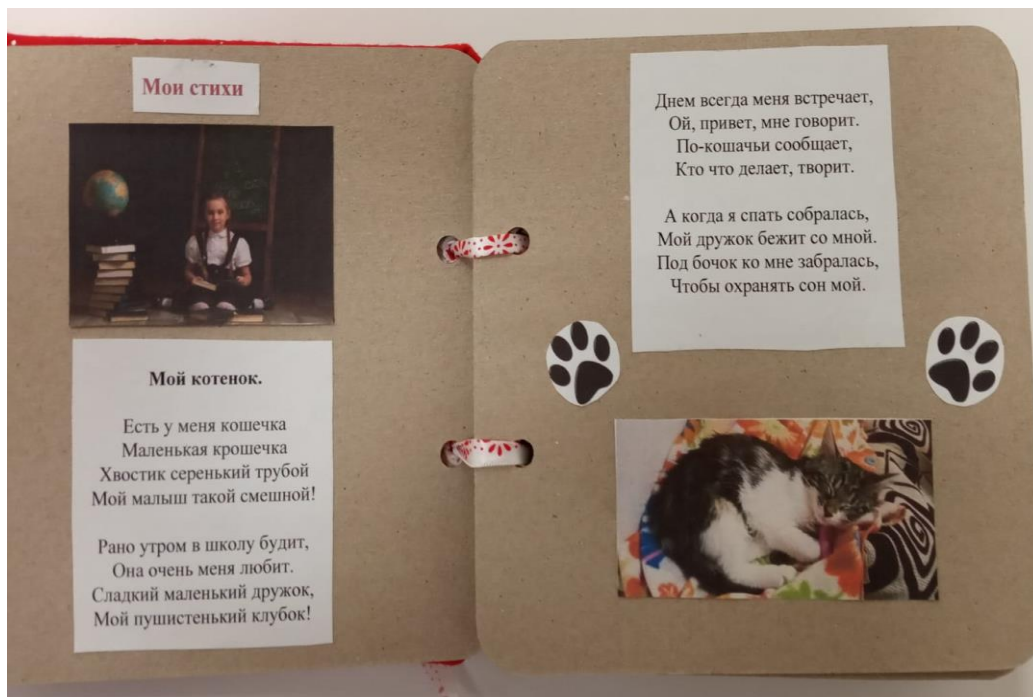 Мои стихи
Мой котенок.
Есть у меня кошечка
Маленькая крошечка
Хвостик серенький трубой
Мой малыш такой смешной!
Рано утром в школу будит,
Она очень меня любит.
Сладкий маленький дружок,
Мой пушистенький клубок!
Днем всегда меня встречает,
Ой, привет, мне говорит.
По-кошачьи сообщает,
Кто что делает, творит.
А когда я спать собралась,
Мой дружок бежит со мной.
Под бочок ко мне забралась,
Чтобы охранять сон мой.